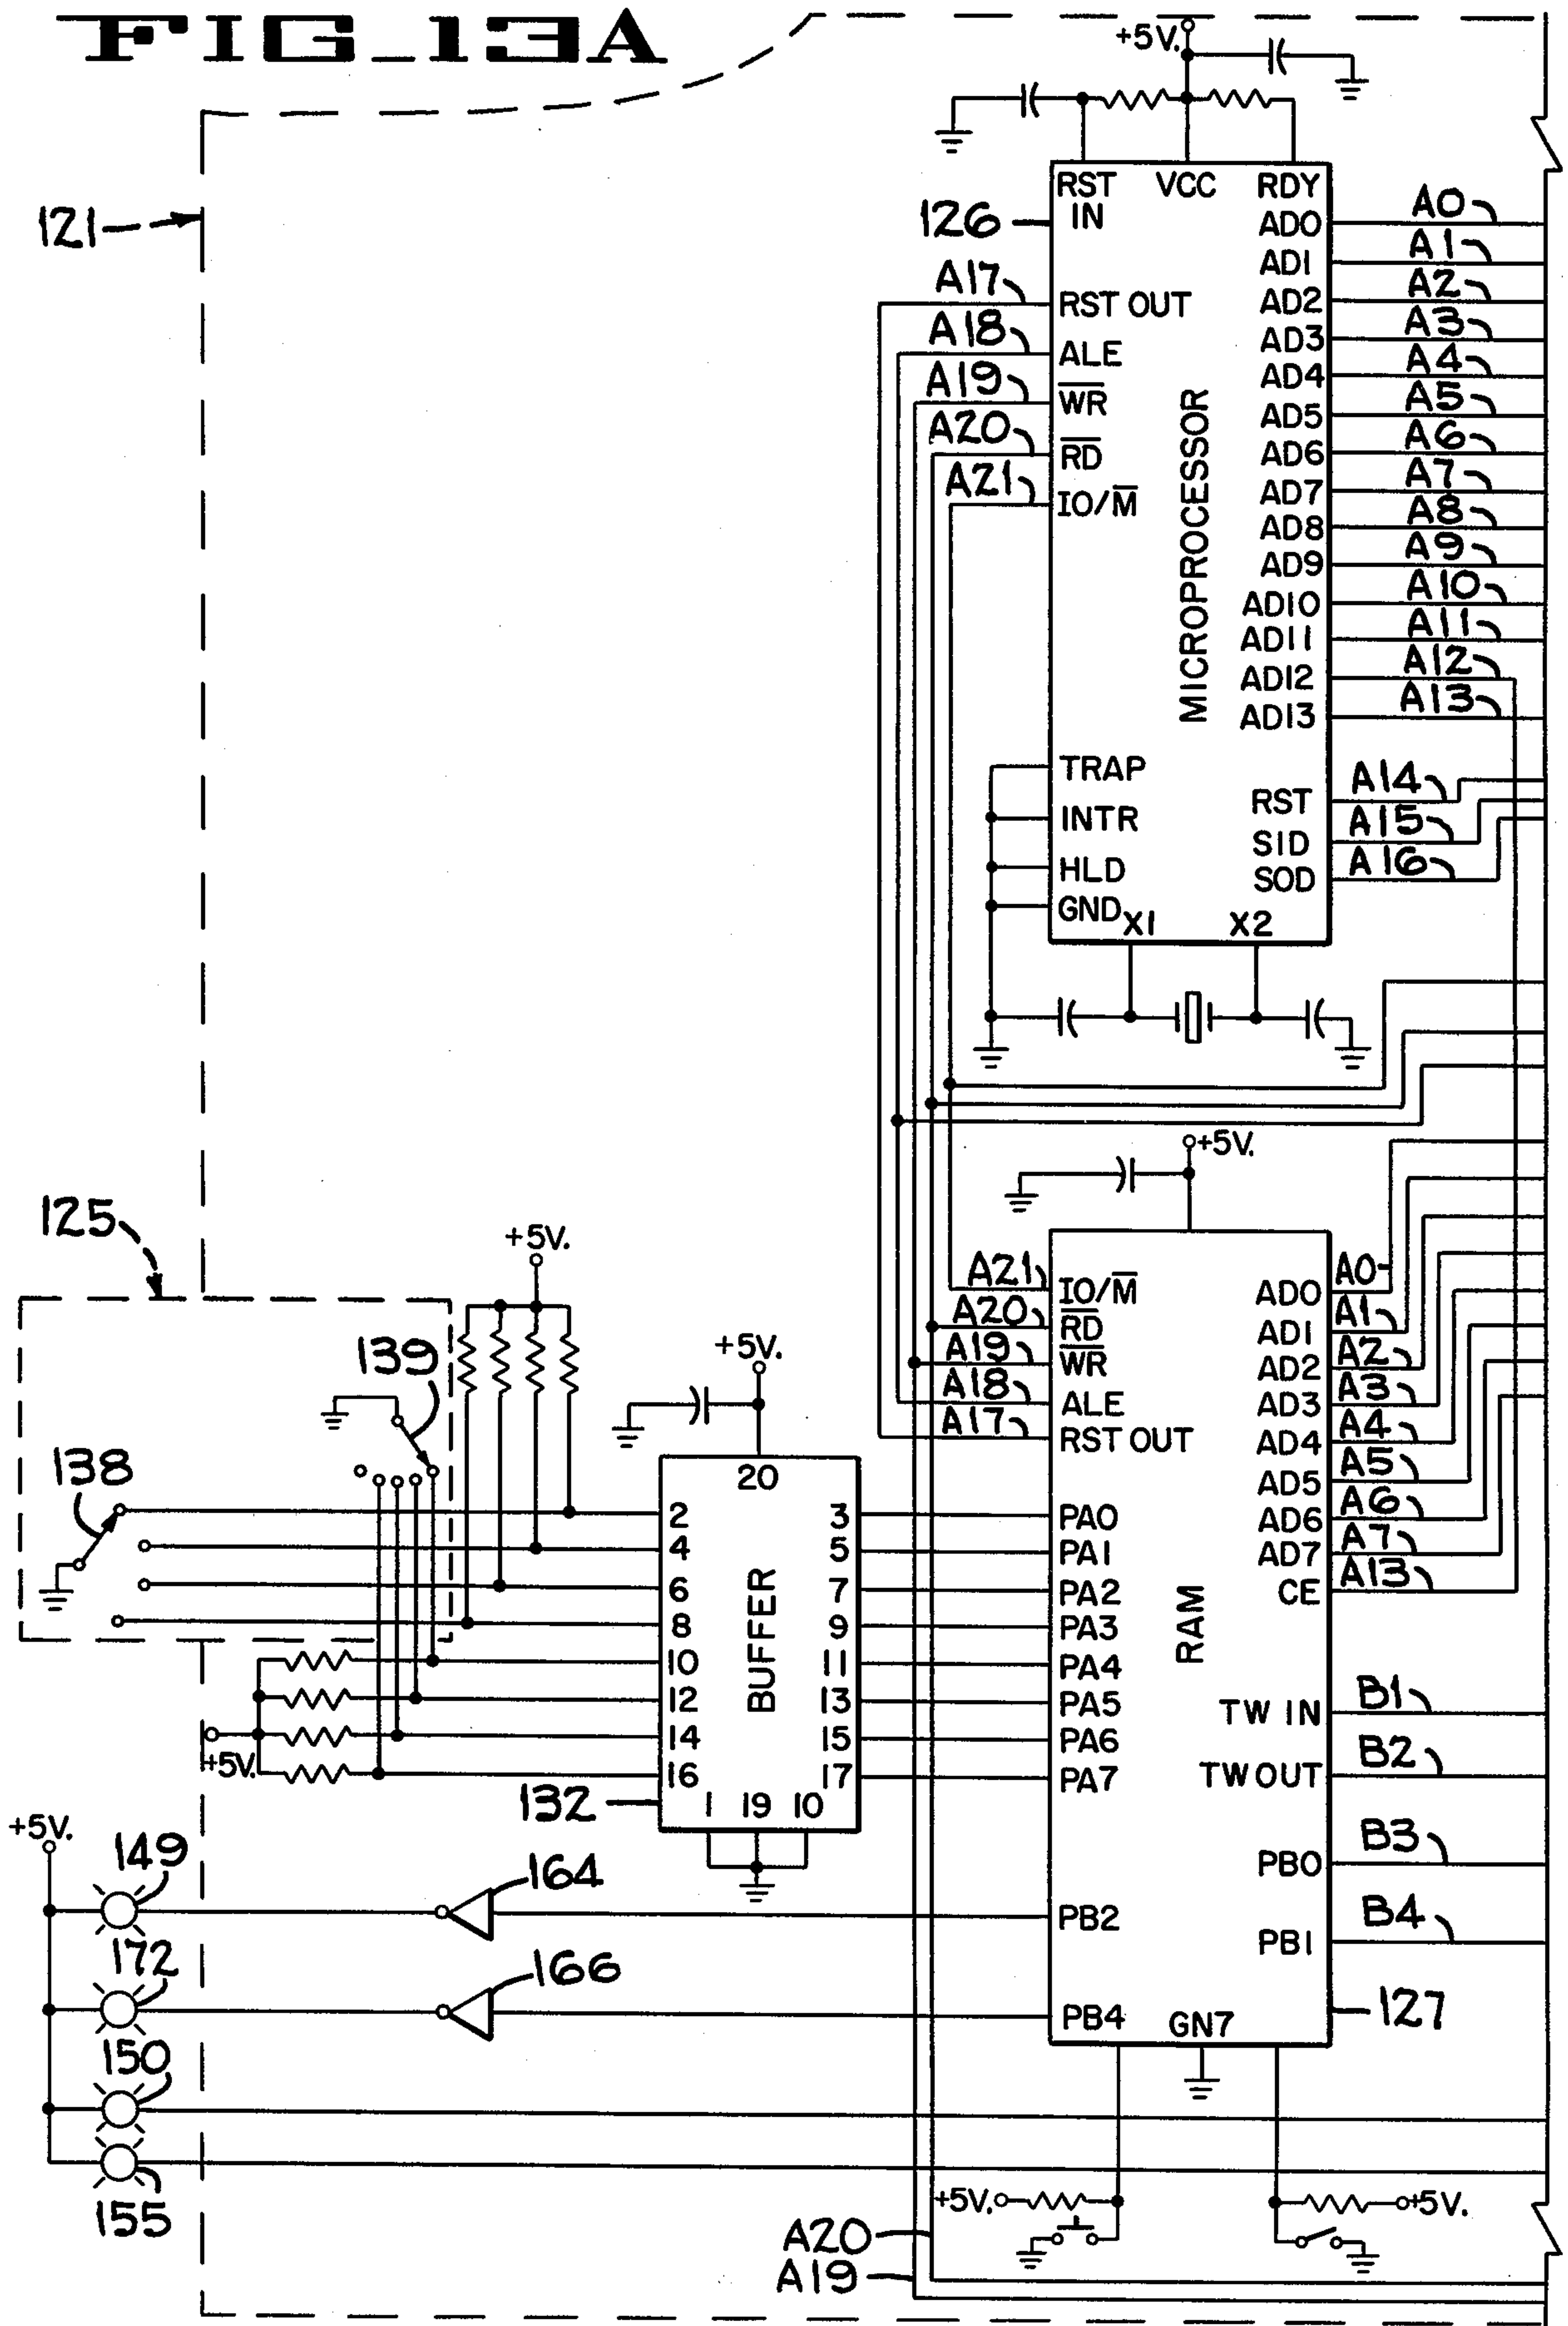 FIG_13A
+5V.
121
126
RST IN
VCC
RDY
RST OUT
ALE
WR
RD
IO/M
TRAP
INTR
HLD
GND
X1
X2
MICROPROCESSOR
AD0
AD1
AD2
AD3
AD4
AD5
AD6
AD7
AD8
AD9
AD10
AD11
AD12
AD13
RST
SID
SOD
A17
A18
A19
A20
A21
A0
A1
A2
A3
A4
A5
A6
A7
A8
A9
A10
A11
A12
A13
A14
A15
A16
+5V.
125
+5V.
139
138
+5V.
20
2
4
6
8
10
12
14
16
3
5
7
9
11
13
15
17
BUFFER
1 19 10
132
+5V.
A21
A20
A19
A18
A17
IO/M
RD
WR
ALE
RST OUT
PA0
PA1
PA2
PA3
PA4
PA5
PA6
PA7
PB2
PB4
RAM
GN7
AD0
AD1
AD2
AD3
AD4
AD5
AD6
AD7
CE
TW IN
TW OUT
PB0
PB1
A0
A1
A2
A3
A4
A5
A6
A7
A13
B1
B2
B3
B4
127
+5V.
149
164
172
166
150
155
+5V.
+5V.
A20
A19